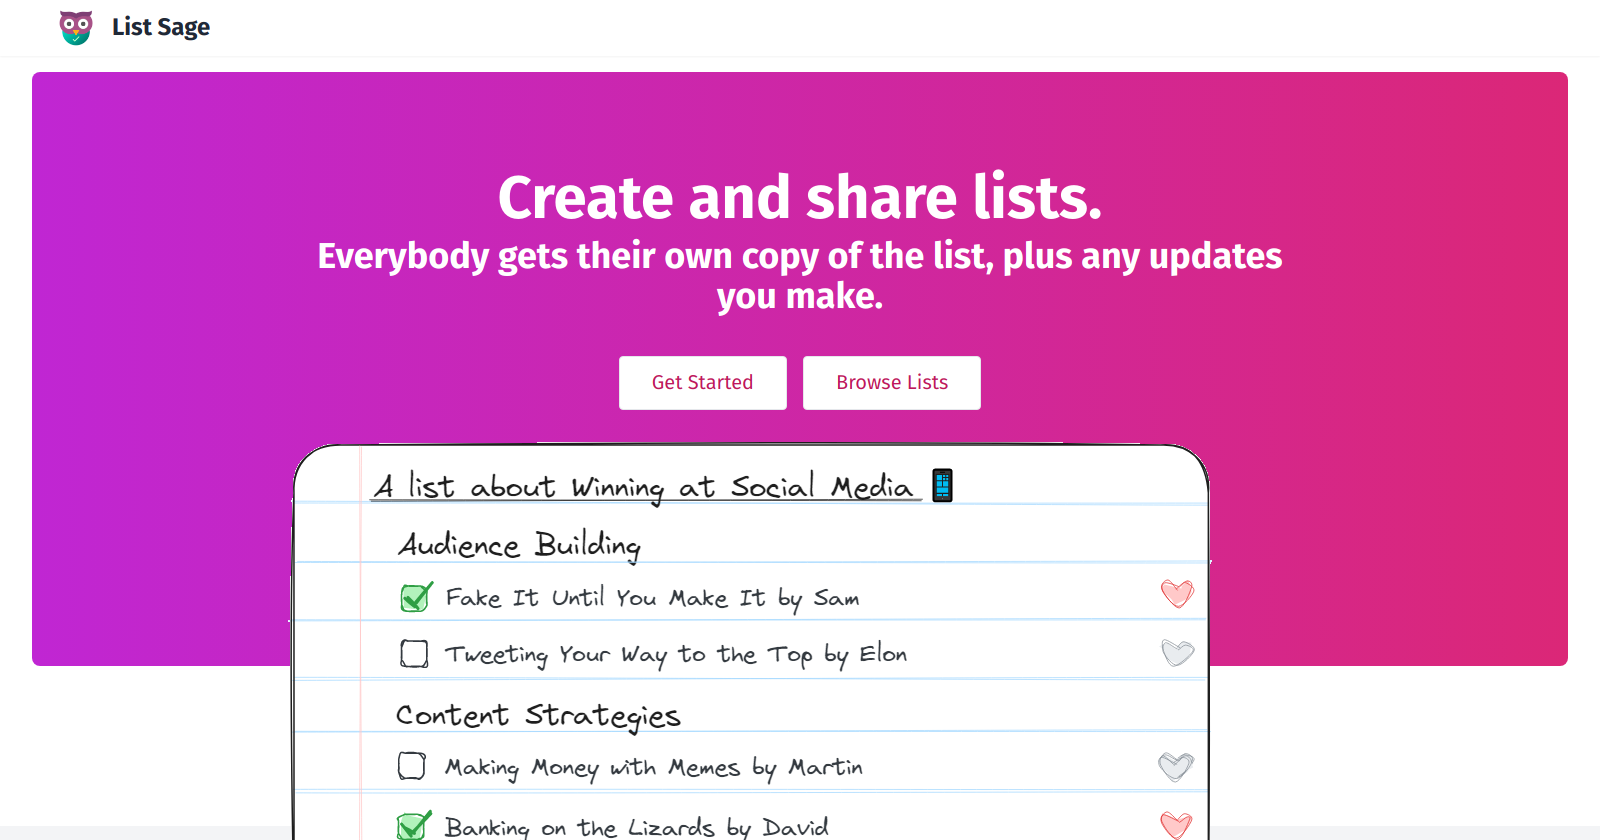 List Sage
Create and share lists.
Everybody gets their own copy of the list, plus any updates
you make.
Get Started
Browse Lists
A list about Winning at Social Media
Audience Building
Fake It Until You Make It by Sam
Tweeting Your Way to the Top by Elon
Content Strategies
Making Money with Memes by Martin
Banking on the Lizards by David